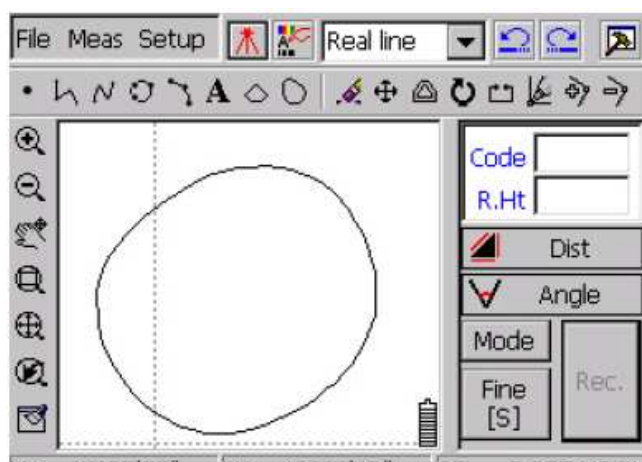 File Meas Setup Real line
A
Code
R.Ht
Dist
Angle
Mode
Rec.
Fine
[S]